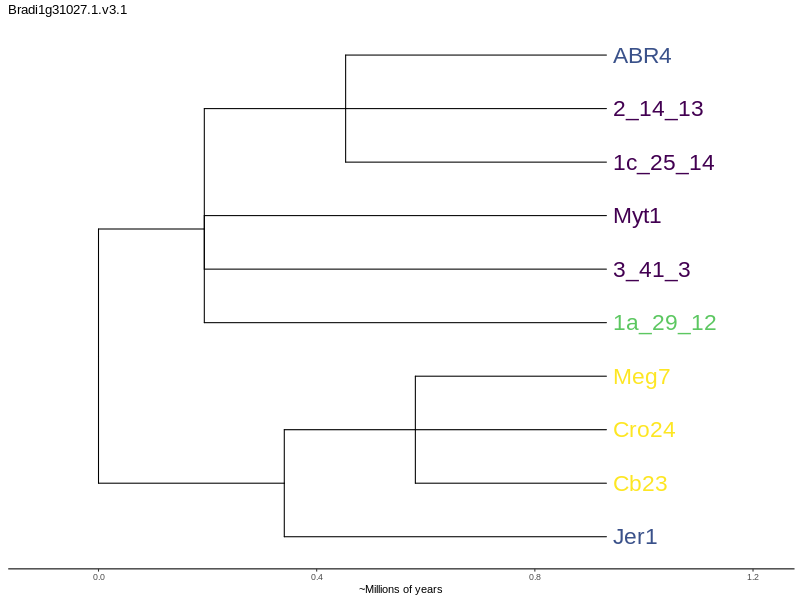 Bradi1g31027.1.v3.1
ABR4
2_14_13
1c_25_14
Myt1
3_41_3
1a_29_12
Meg7
Cro24
Cb23
Jer1
0.0 0.4 0.8 1.2
~Millions of years